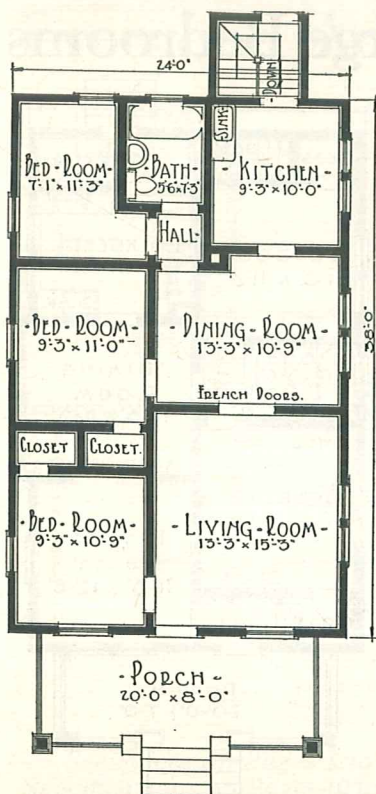 24'-0"
DOWN
BED-ROOM-
7'-1" x 11'-3"
-BATH-
5'-6" x 7'-3"
SINK
-KITCHEN-
9'-3" x 10'-0"
HALL-
38'-0"
-BED-ROOM-
9'-3" x 11'-0"
-DINING-ROOM-
13'-3" x 10'-9"
FRENCH DOORS.
CLOSET
CLOSET.
-BED-ROOM-
9'-3" x 10'-9"
-LIVING-ROOM-
13'-3" x 15'-3"
-PORCH-
20'-0" x 8'-0"